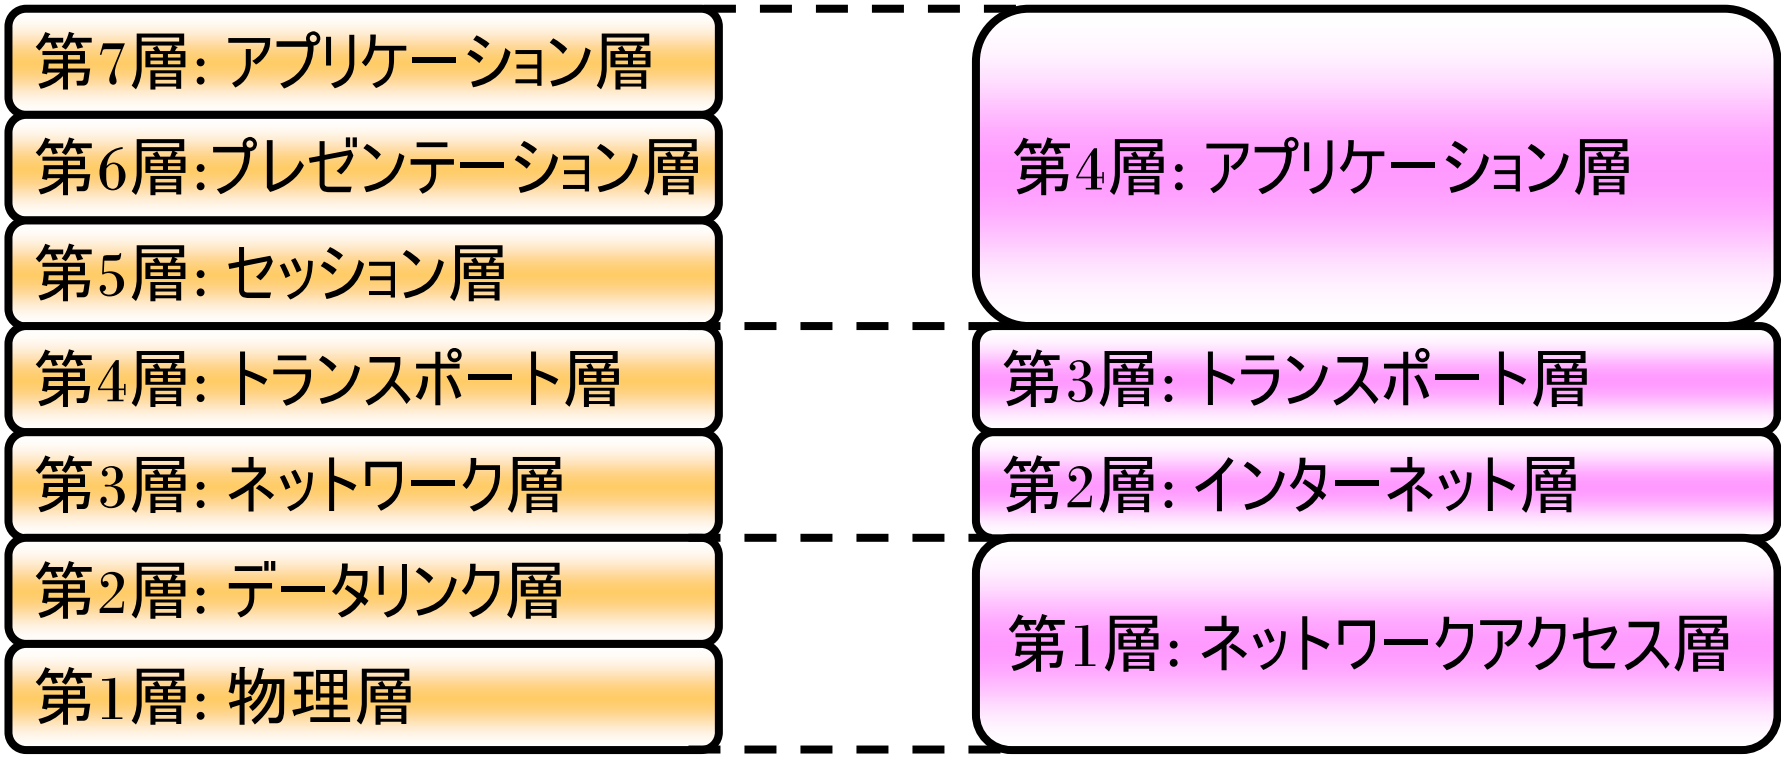 第7層: アプリケーション層
第6層:プレゼンテーション層
第5層: セッション層
第4層: トランスポート層
第3層: ネットワーク層
第2層: データリンク層
第1層: 物理層
第4層: アプリケーション層
第3層: トランスポート層
第2層: インターネット層
第1層: ネットワークアクセス層